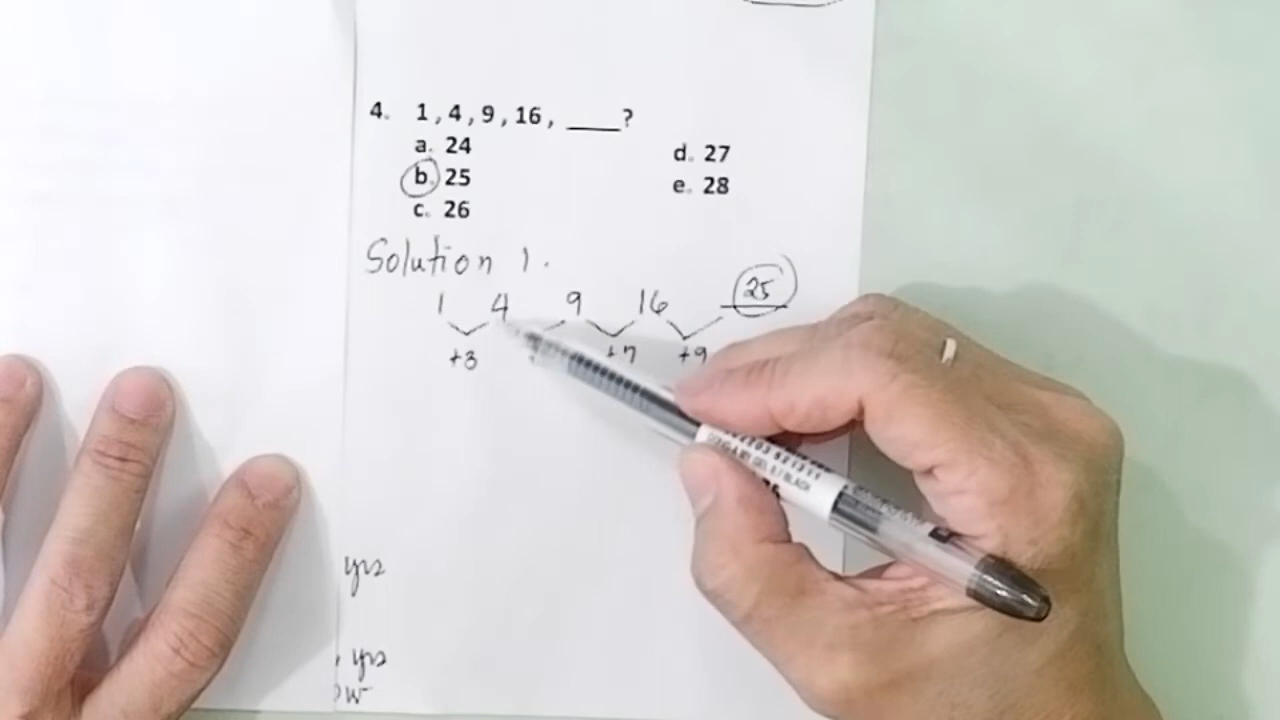 4. 1 , 4 , 9 , 16 , ____?
a. 24
b. 25
c. 26
d. 27
e. 28
Solution 1.
1 4 9 16 25
+3 +7 +9
yrs
yrs